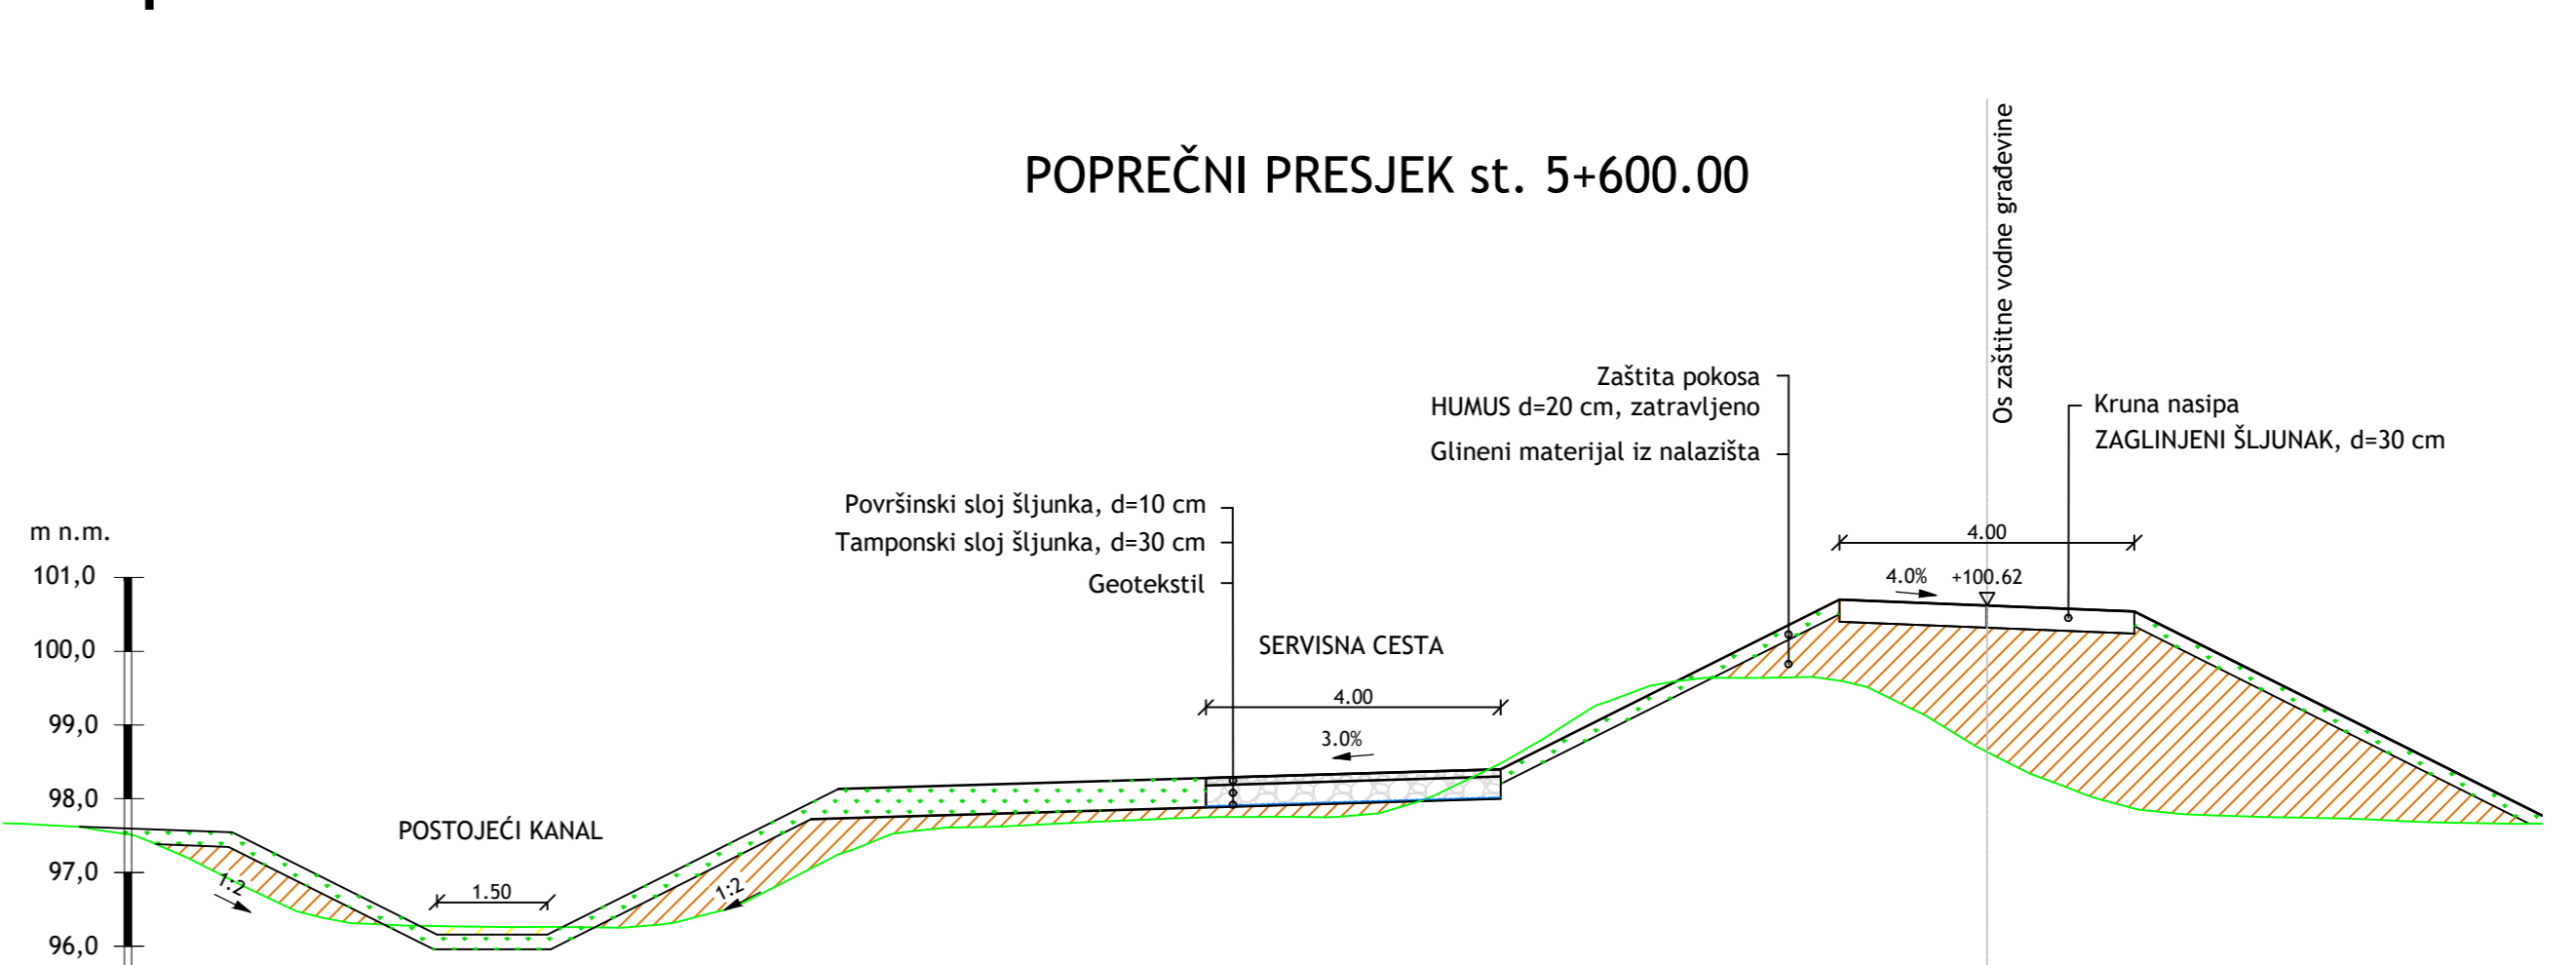 POPREČNI PRESJEK st. 5+600.00
Os zaštitne vodne građevine
Zaštita pokosa
HUMUS d=20 cm, zatravljeno
Glineni materijal iz nalazišta
Kruna nasipa
ZAGLINJENI ŠLJUNAK, d=30 cm
Površinski sloj šljunka, d=10 cm
Tamponski sloj šljunka, d=30 cm
Geotekstil
m n.m.
101,0
100,0
99,0
98,0
97,0
96,0
4.00
4.0%
+100.62
SERVISNA CESTA
4.00
3.0%
POSTOJEĆI KANAL
1:2
1.50
1:2